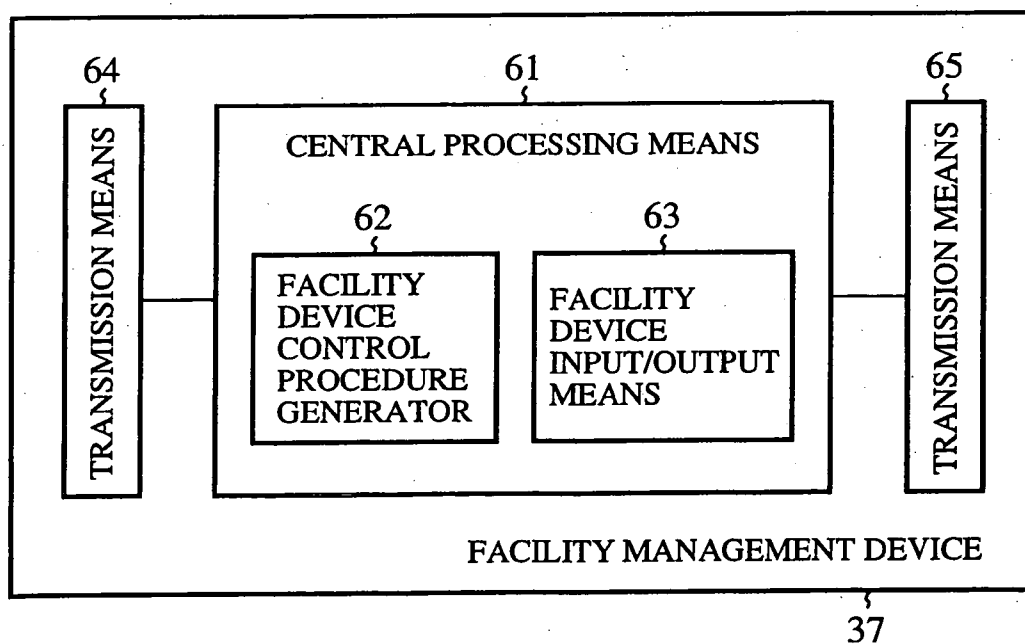 64
61
65
TRANSMISSION MEANS
CENTRAL PROCESSING MEANS
62
63
FACILITY
DEVICE
CONTROL
PROCEDURE
GENERATOR
FACILITY
DEVICE
INPUT/OUTPUT
MEANS
TRANSMISSION MEANS
FACILITY MANAGEMENT DEVICE
37